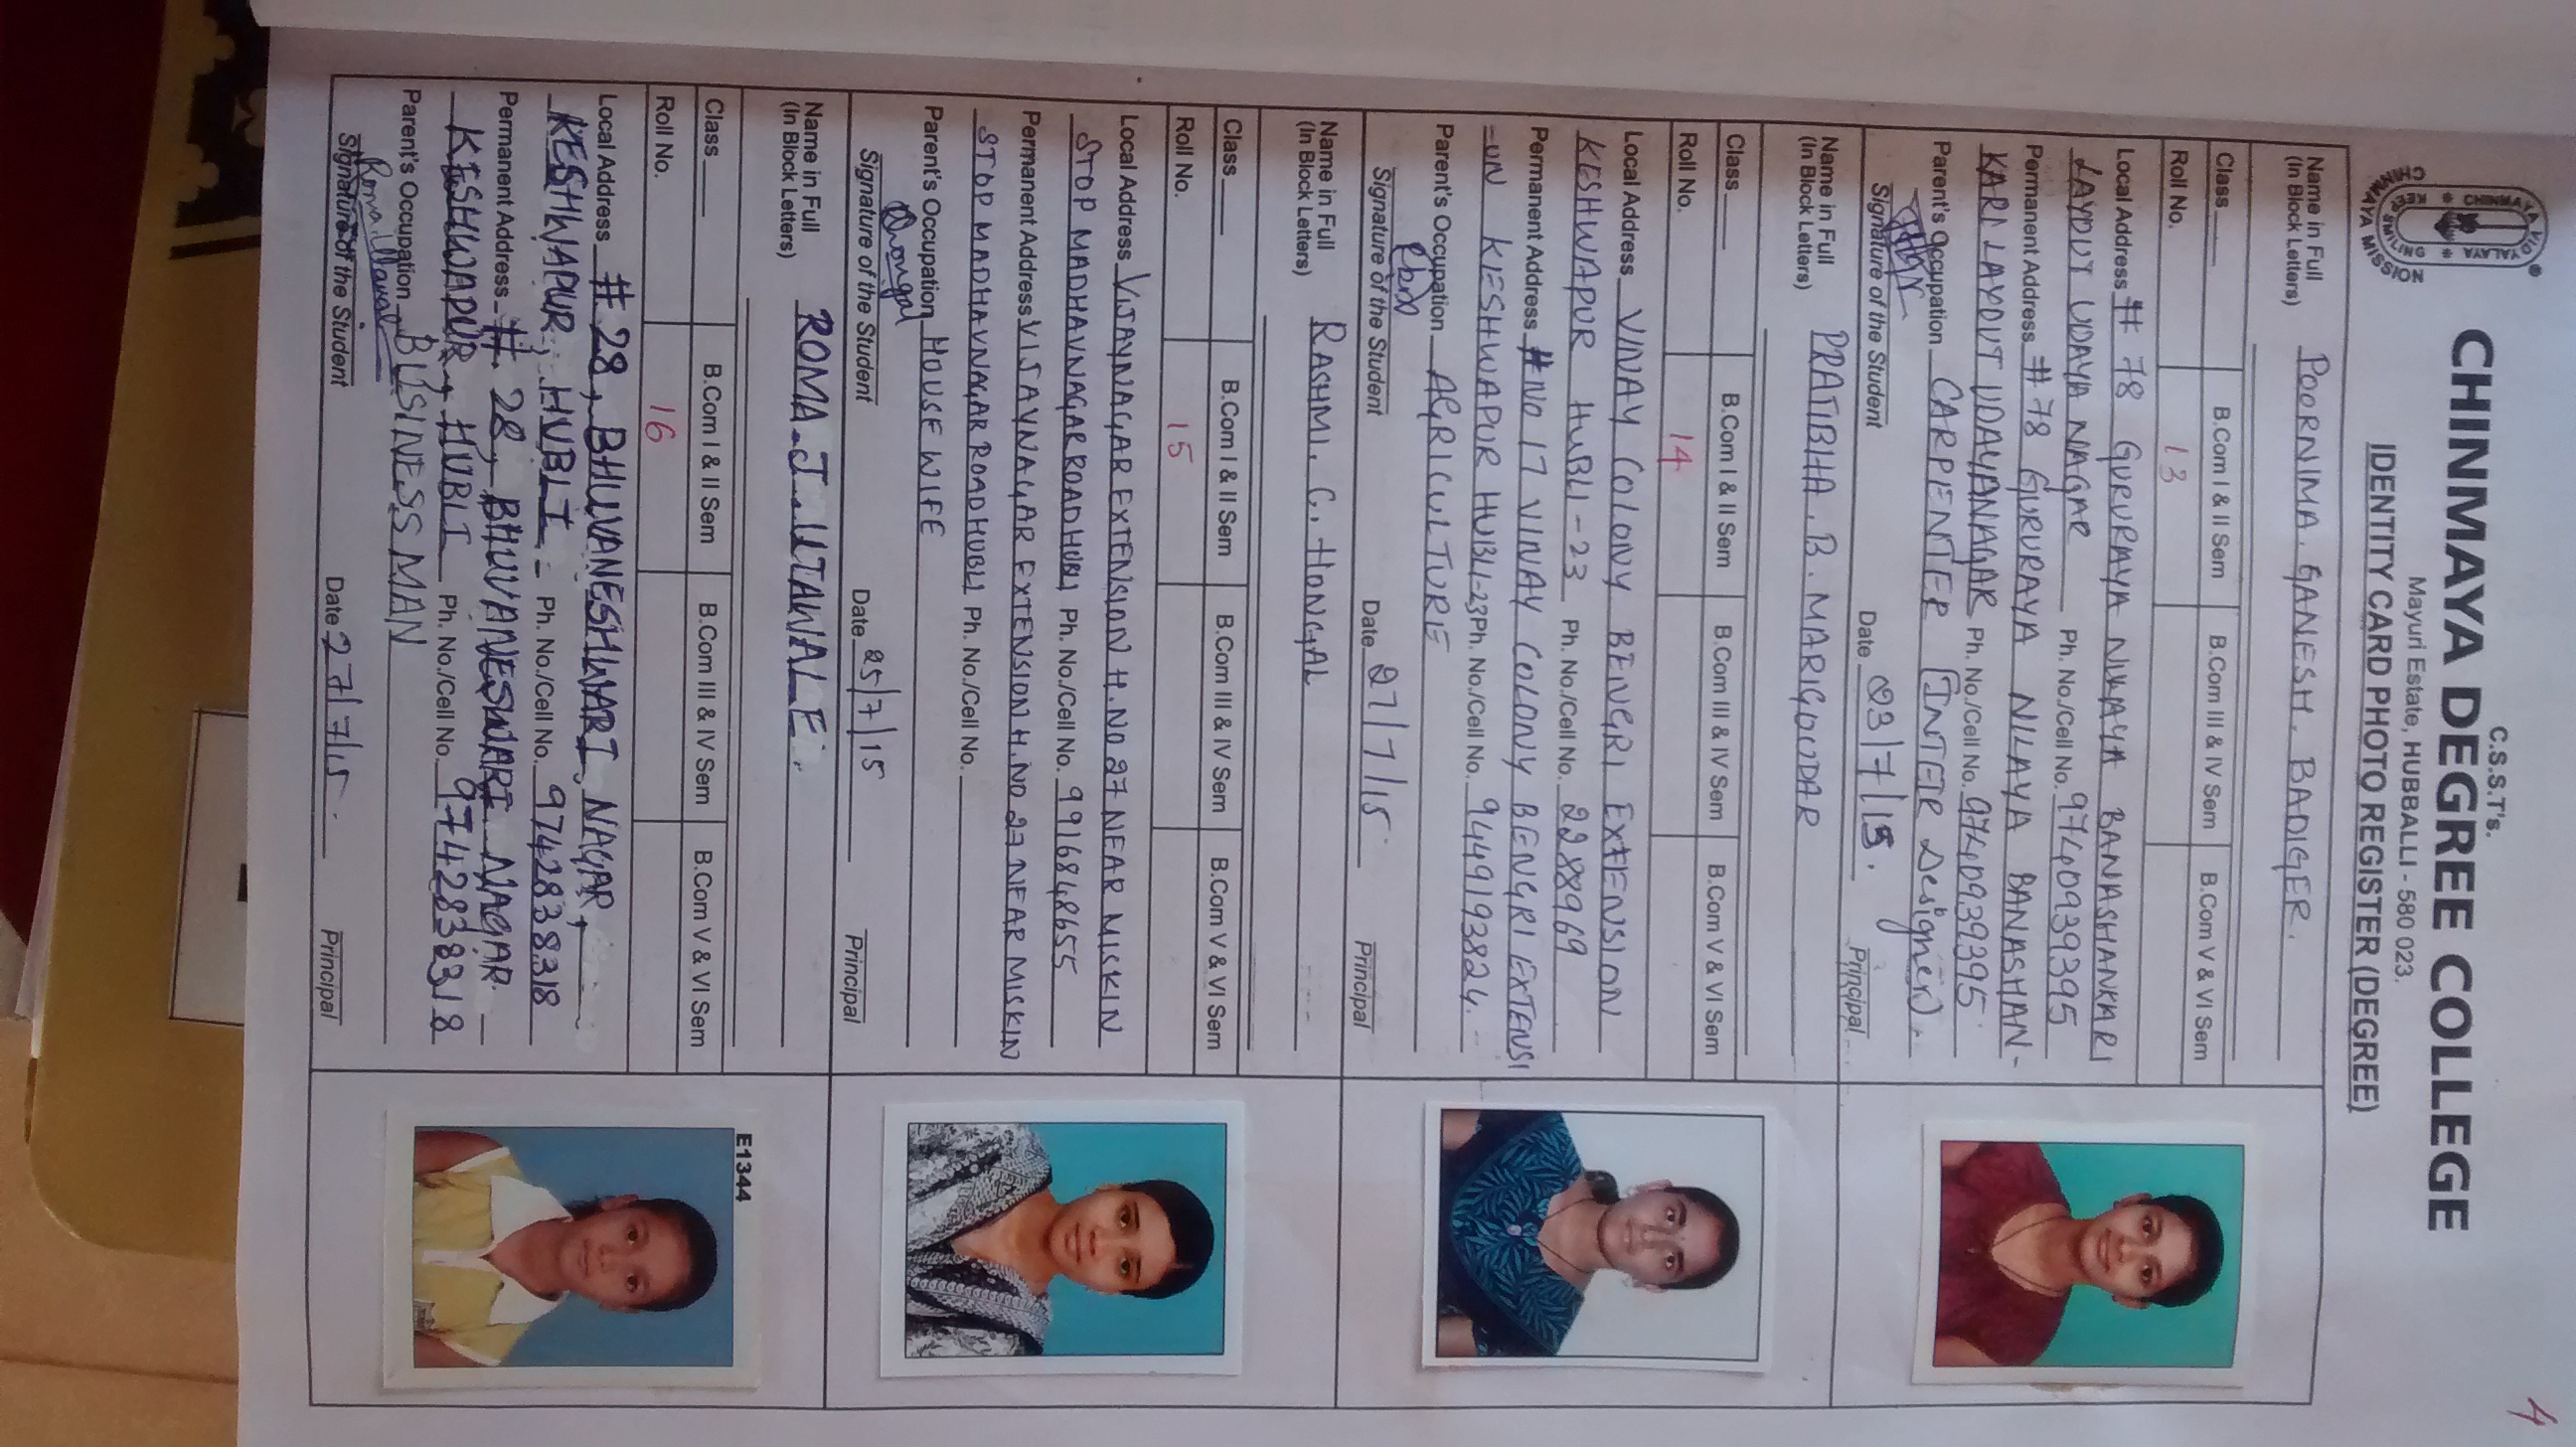 C.S.S.T's.
CHINMAYA DEGREE COLLEGE
Mayuri Estate, HUBBALLI - 580 023.
IDENTITY CARD PHOTO REGISTER (DEGREE)
4
Name in Full POORNIMA. GANESH. BADIGER.
(In Block Letters)
Class B.Com I & II Sem B.Com III & IV Sem B.Com V & VI Sem
Roll No. 13
Local Address # 78 GURURAYA NILAYA BANASHANKARI
LAYOUT UDAYA NAGAR Ph. No./Cell No. 9740939395
Permanent Address # 78 GURURAYA NILAYA BANASHAN-
KARI LAYOUT UDAYANAGAR Ph. No./Cell No. 9740939395.
Parent's Occupation CARPENTER [INTER Designer).
Signature of the Student Date 23/7/15. Principal
Name in Full PRATIBHA. B. MARIGOUDAR
(In Block Letters)
Class B.Com I & II Sem B.Com III & IV Sem B.Com V & VI Sem
Roll No. 14
Local Address VINAY COLONY BENGERI EXTENSION
KESHWAPUR HUBLI-23 Ph. No./Cell No. 2288969
Permanent Address #NO 17 VINAY COLONY BENGRI EXTENSI
-ON KESHWAPUR HUBLI-23 Ph. No./Cell No. 9449193824.
Parent's Occupation AGRICULTURE
Signature of the Student Date 27/7/15 Principal
Name in Full RASHMI. C. HONGAL
(In Block Letters)
Class B.Com I & II Sem B.Com III & IV Sem B.Com V & VI Sem
Roll No. 15
Local Address VIJAYNAGAR EXTENSION H.NO 27 NEAR MISKIN
STOP MADHAVNAGAR ROAD HUBLI Ph. No./Cell No. 9916848655
Permanent Address VIJAYNAGAR EXTENSION H.NO 27 NEAR MISKIN
STOP MADHAVNAGAR ROAD HUBLI Ph. No./Cell No.
Parent's Occupation HOUSE WIFE
Rhongal
Signature of the Student Date 25/7/15 Principal
Name in Full ROMA. J. ILTAWALE.
(In Block Letters)
E1344
Class B.Com I & II Sem B.Com III & IV Sem B.Com V & VI Sem
Roll No. 16
Local Address # 28, BHUVANESHWARI NAGAR,
KESHWAPUR, HUBLI - Ph. No./Cell No. 9742838318
Permanent Address #. 28, BHUVANESWARI NAGAR
KESHWAPUR, HUBLI Ph. No./Cell No. 9742838318
Parent's Occupation BUSINESS MAN
Roma.Iltawale
Signature of the Student Date 27/7/15. Principal